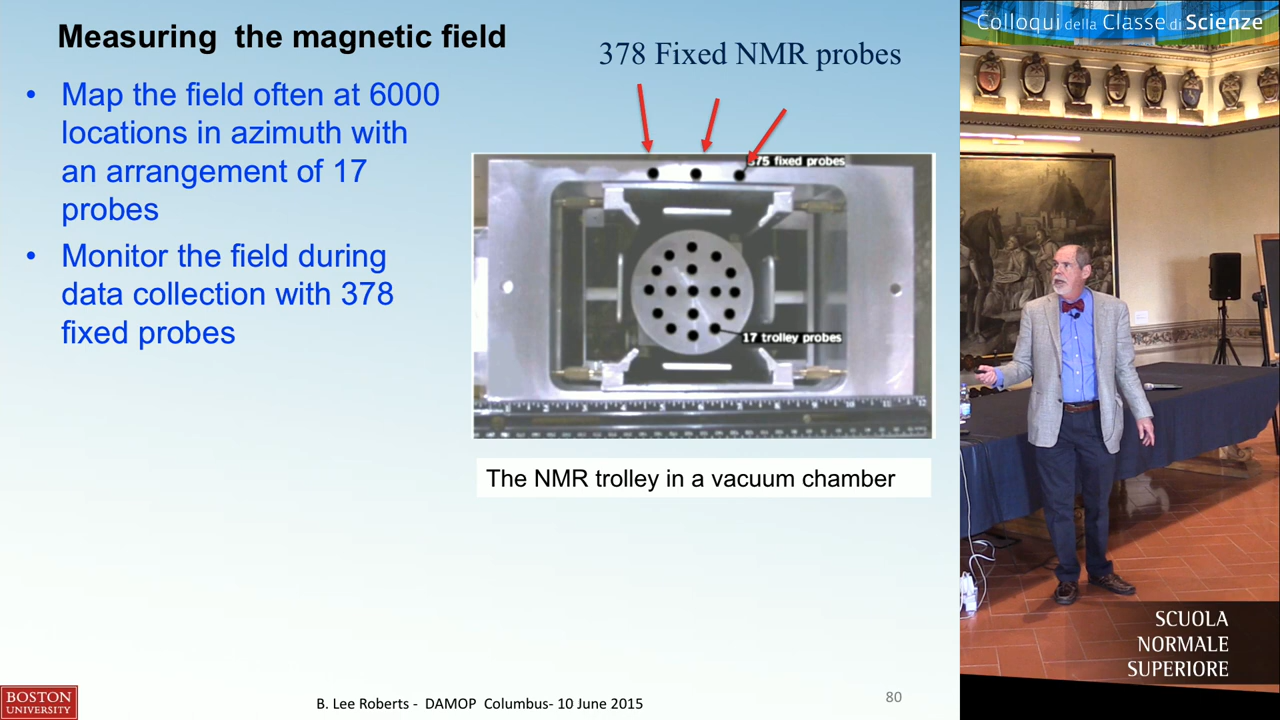 Measuring the magnetic field
• Map the field often at 6000
locations in azimuth with
an arrangement of 17
probes
• Monitor the field during
data collection with 378
fixed probes
378 Fixed NMR probes
375 fixed probes
17 trolley probes
The NMR trolley in a vacuum chamber
BOSTON
UNIVERSITY
B. Lee Roberts - DAMOP Columbus- 10 June 2015
80
Colloqui della Classe di Scienze
SCUOLA
NORMALE
SUPERIORE